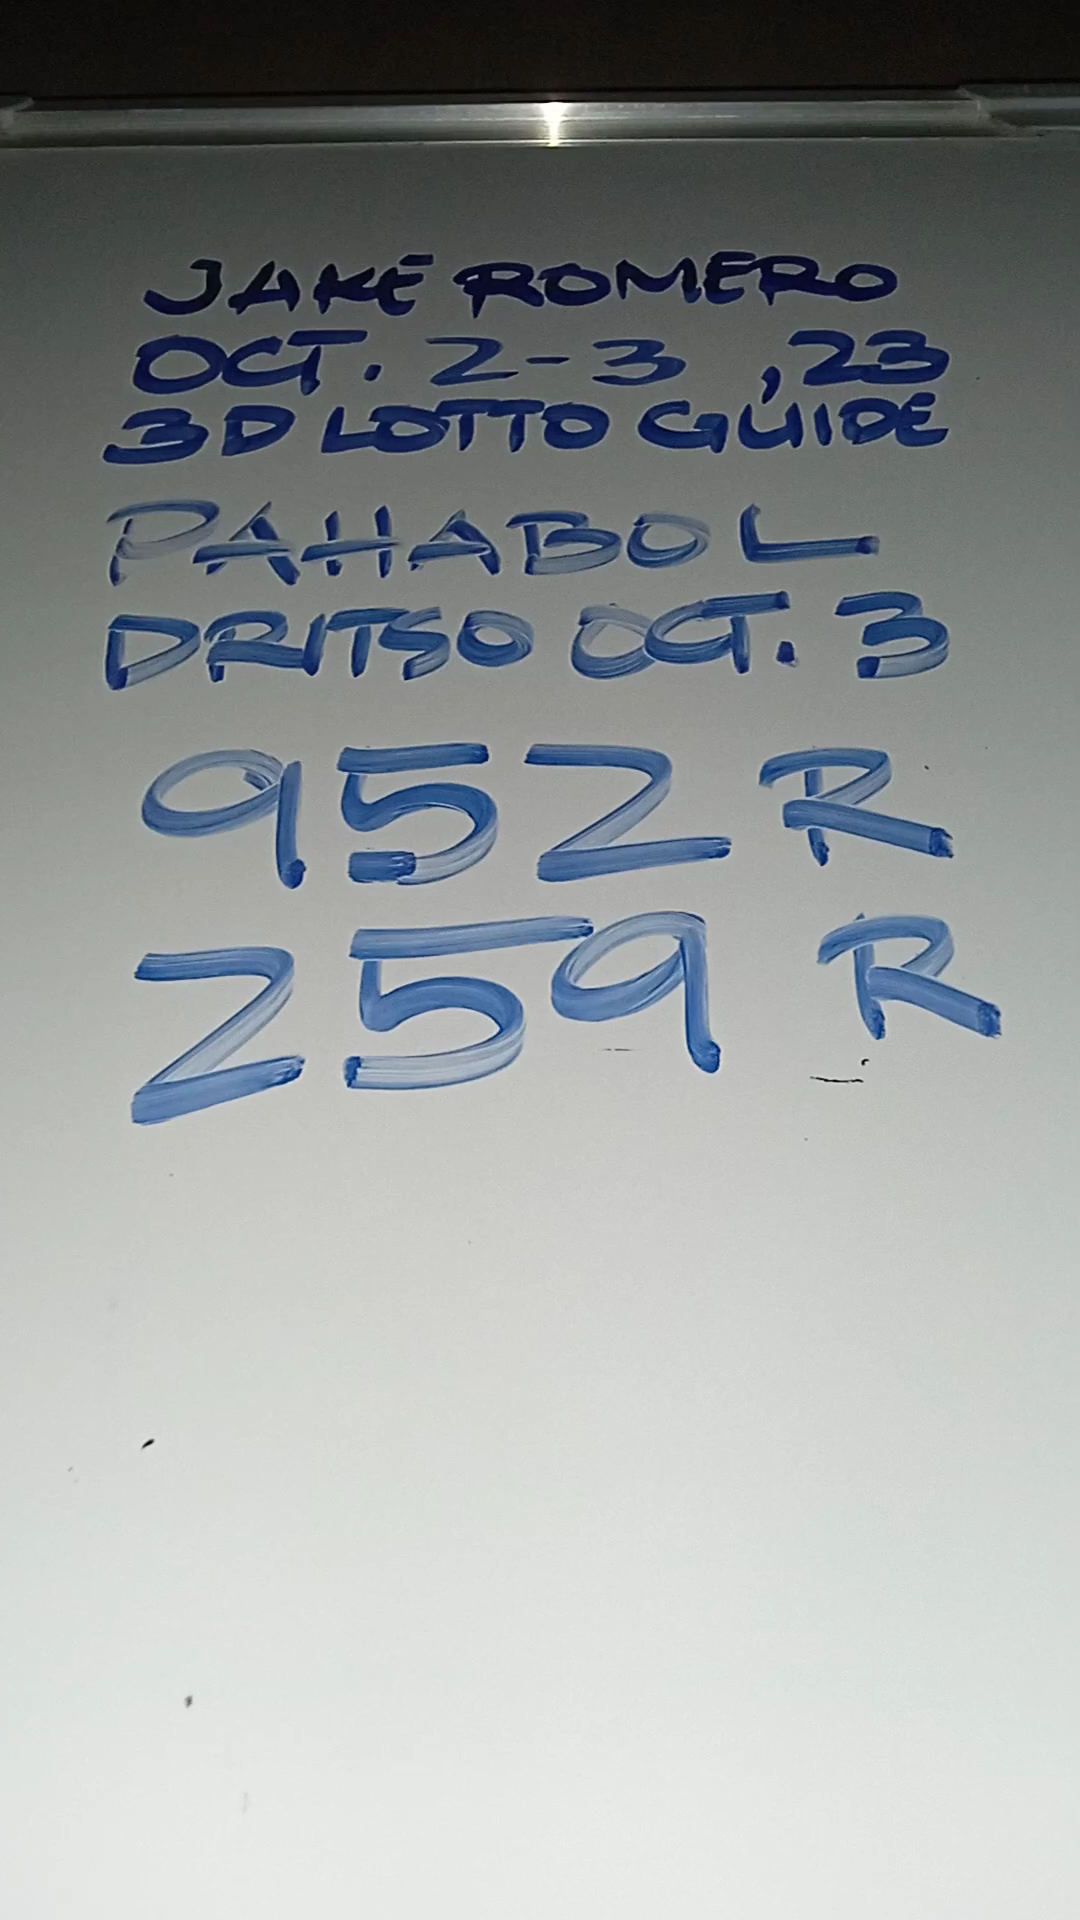 JAKE ROMERO
OCT. 2-3, 23
3D LOTTO GUIDE
PAHABOL
DRITSO OCT. 3
952 R
259 R